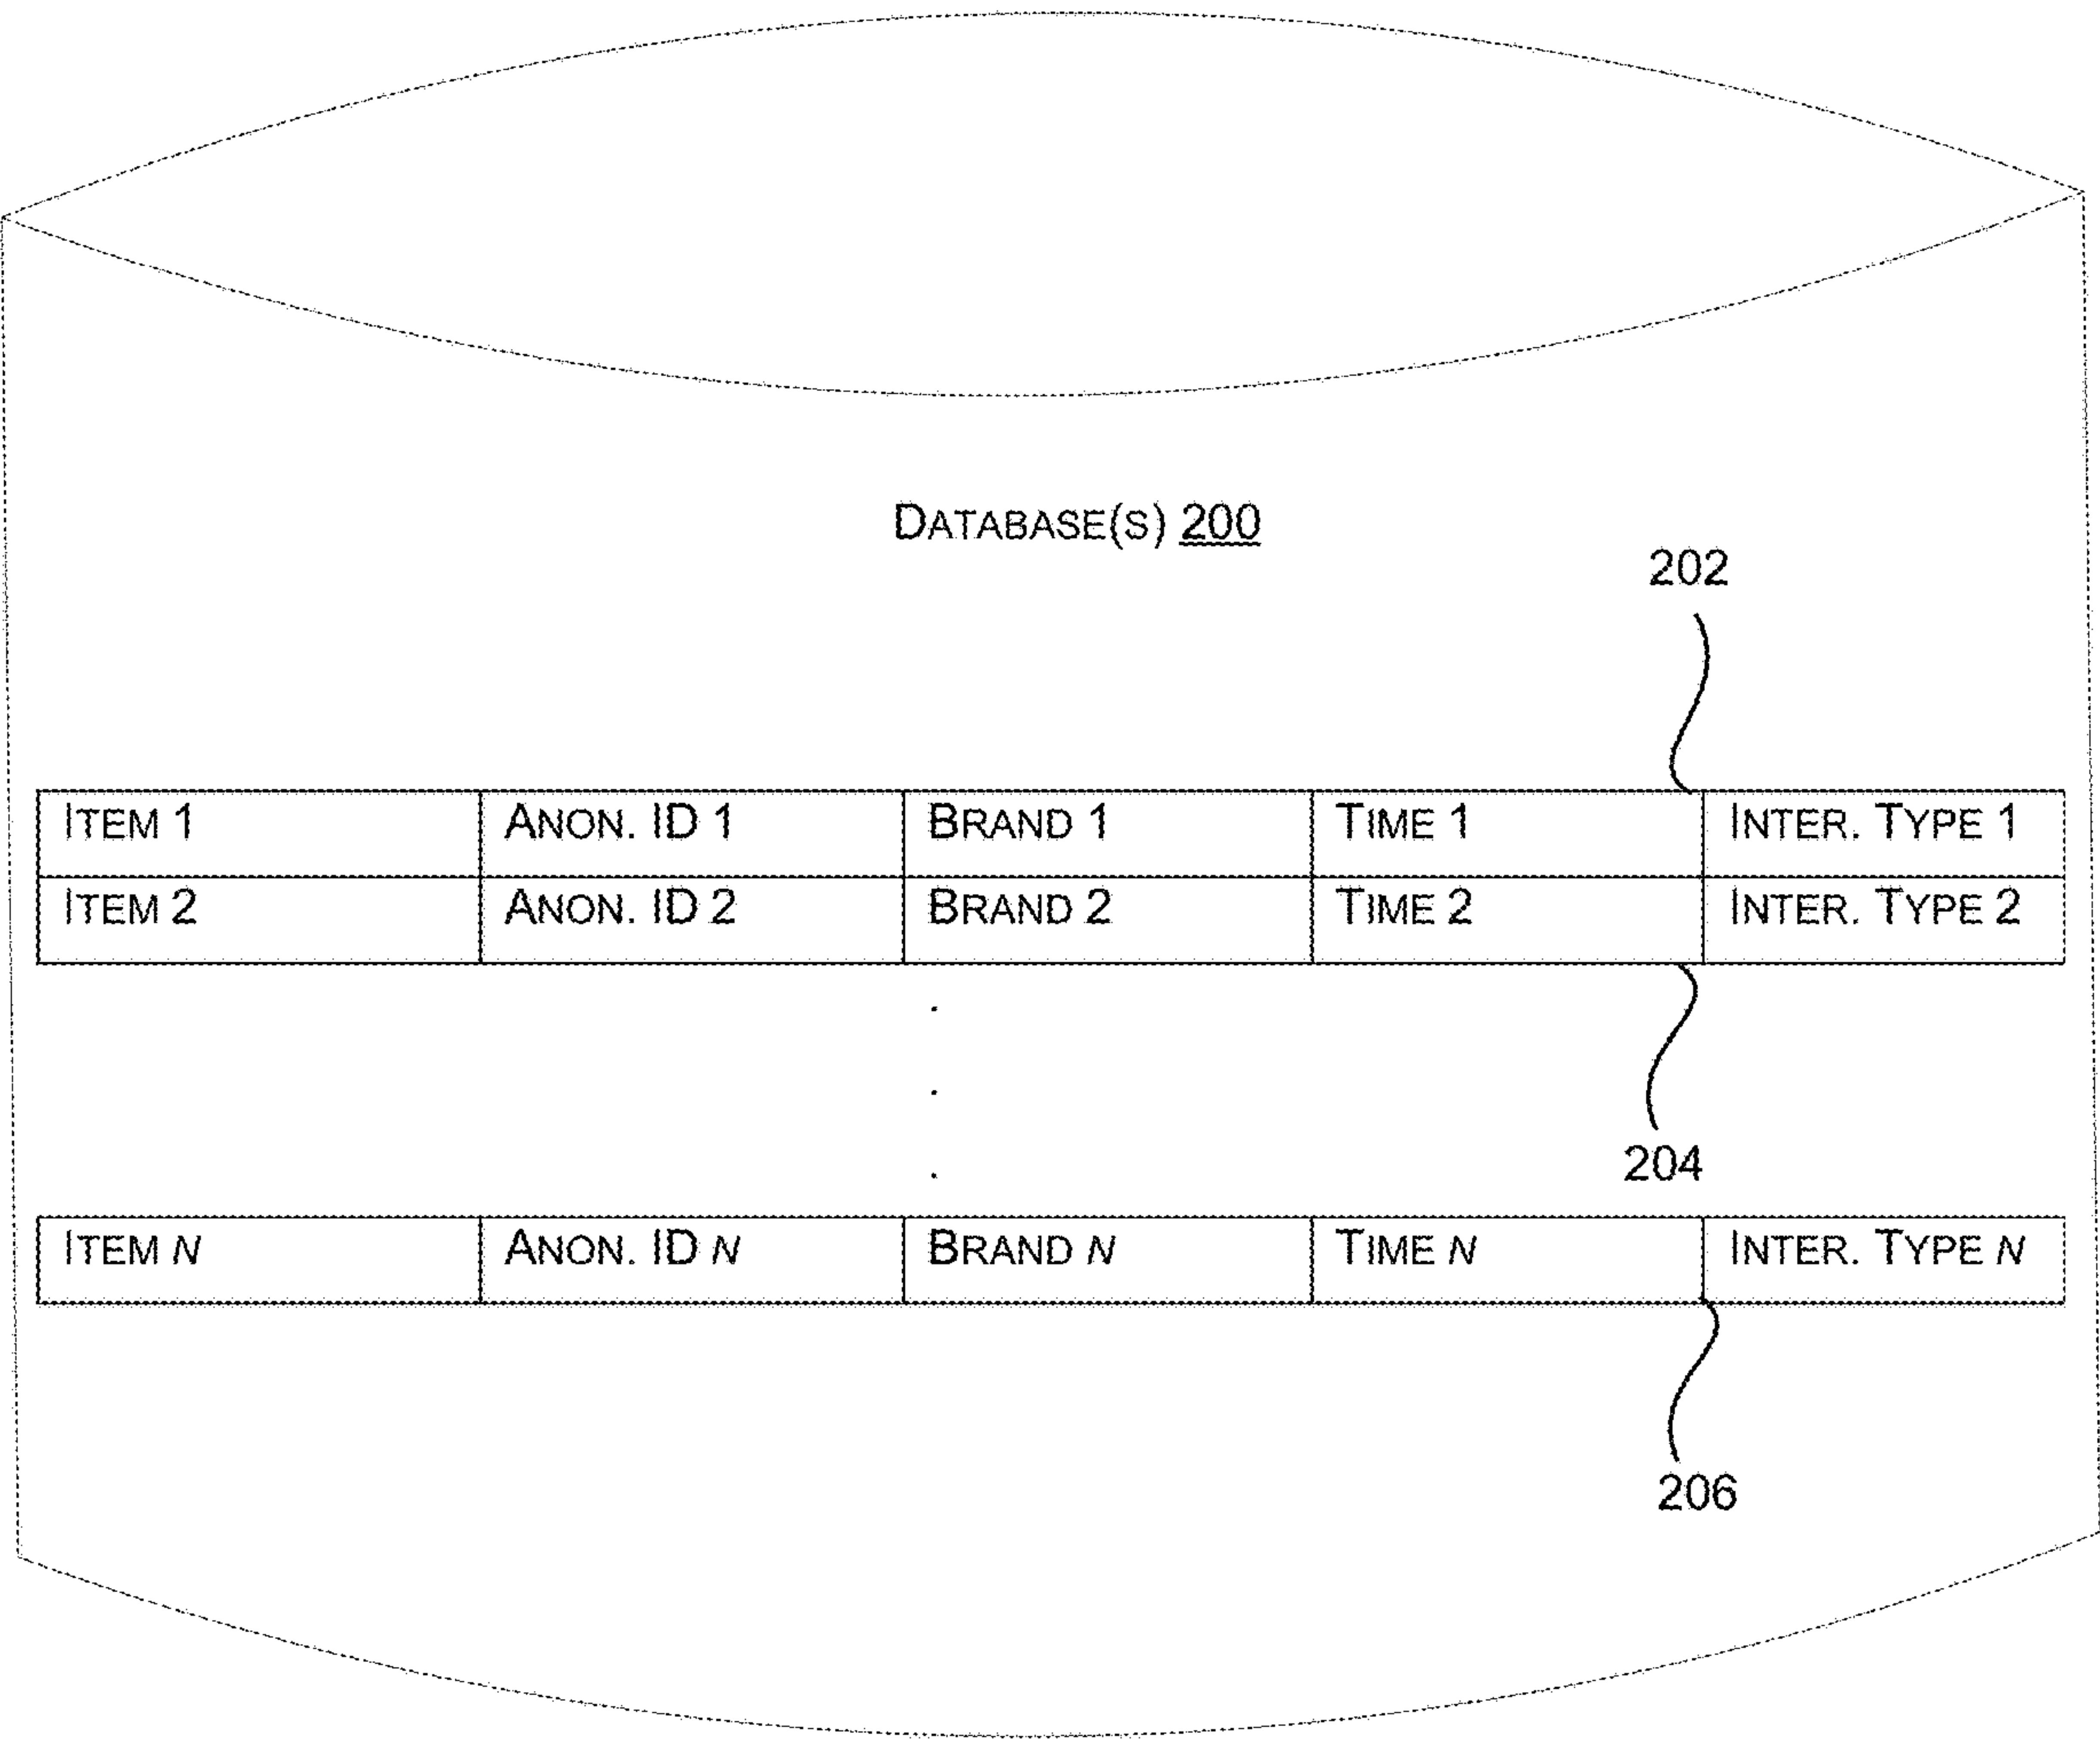 DATABASE(S) 200
202
ITEM 1 ANON. ID 1 BRAND 1 TIME 1 INTER. TYPE 1
ITEM 2 ANON. ID 2 BRAND 2 TIME 2 INTER. TYPE 2
.
.
204
.
ITEM N ANON. ID N BRAND N TIME N INTER. TYPE N
206